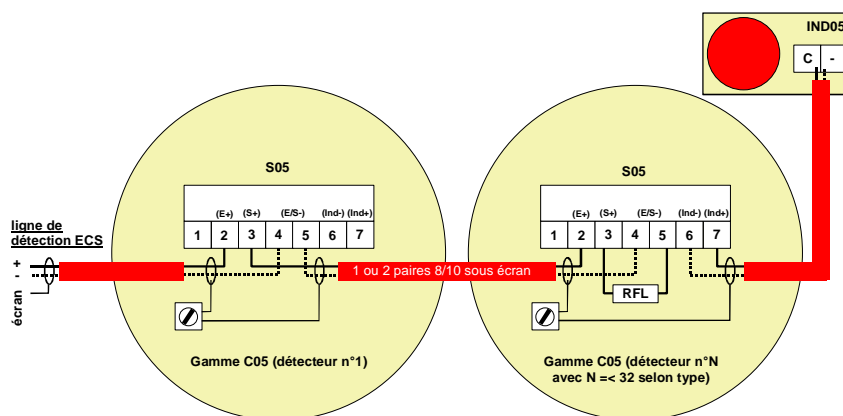 IND05
C -
S05
(E+) (S+) (E/S-) (Ind-) (Ind+)
1 2 3 4 5 6 7
S05
(E+) (S+) (E/S-) (Ind-) (Ind+)
1 2 3 4 5 6 7
ligne de
détection ECS
+
-
écran
1 ou 2 paires 8/10 sous écran
RFL
Gamme C05 (détecteur n°1)
Gamme C05 (détecteur n°N
avec N =< 32 selon type)